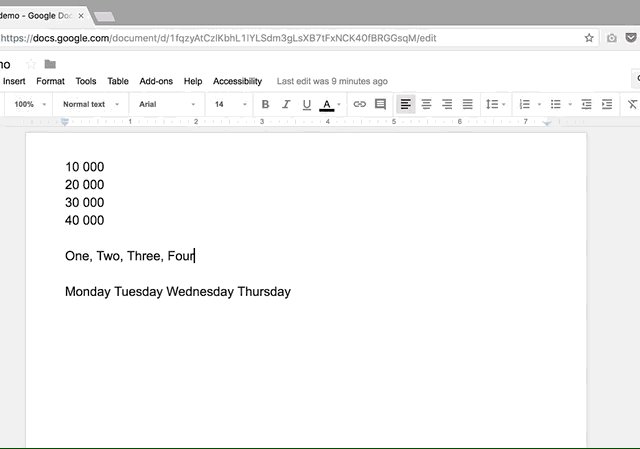 demo - Google Doc
https://docs.google.com/document/d/1fqzyAtCzIKbhL1IYLSdm3gLsXB7tFxNCK40fBRGGsqM/edit
mo
Insert Format Tools Table Add-ons Help Accessibility Last edit was 9 minutes ago
100% Normal text Arial 14 B I U A
1 2 3 4 5 6 7
10 000
20 000
30 000
40 000
One, Two, Three, Four
Monday Tuesday Wednesday Thursday